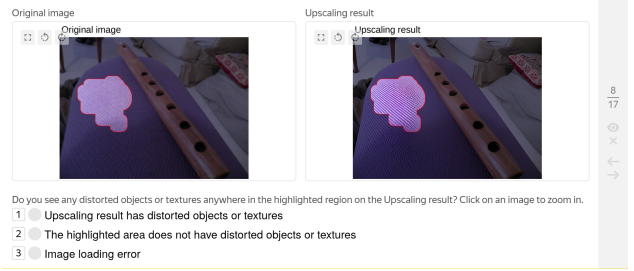 Original image
Upscaling result
Original image
Upscaling result
8
17
Do you see any distorted objects or textures anywhere in the highlighted region on the Upscaling result? Click on an image to zoom in.
1 Upscaling result has distorted objects or textures
2 The highlighted area does not have distorted objects or textures
3 Image loading error